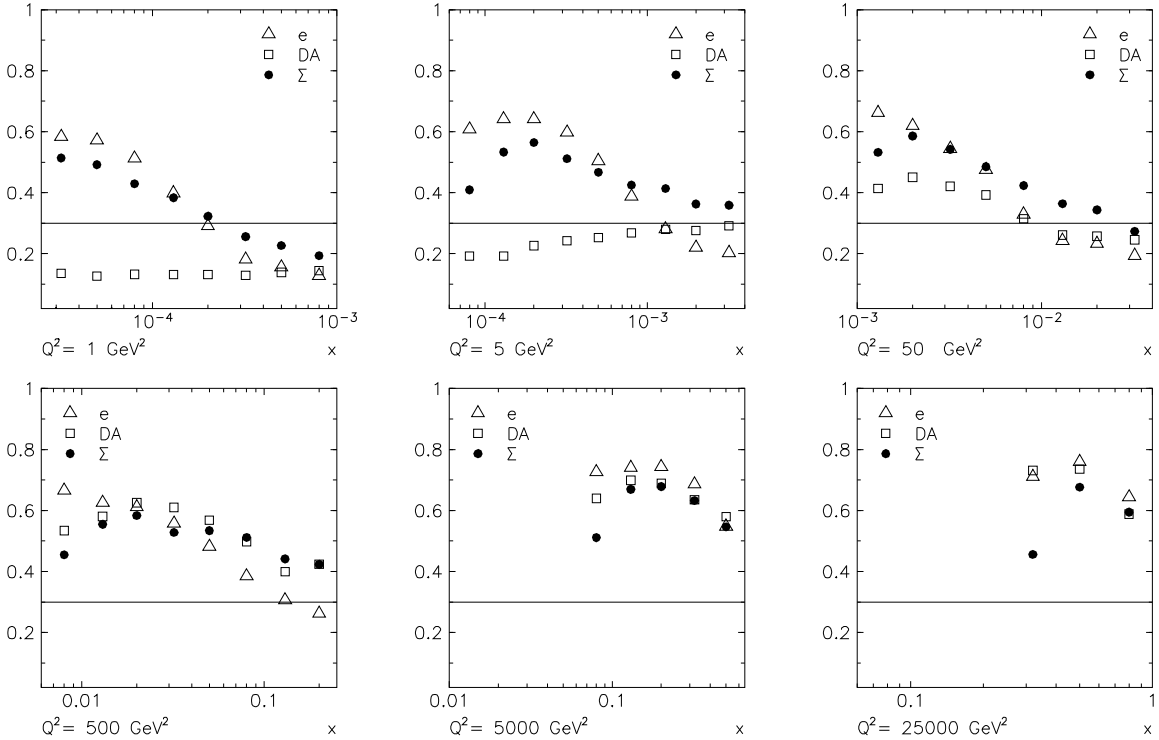 1
0.8
0.6
0.4
0.2
e
DA
Σ
10⁻⁴
10⁻³
Q²= 1 GeV²
x
1
0.8
0.6
0.4
0.2
e
DA
Σ
10⁻⁴
10⁻³
Q²= 5 GeV²
x
1
0.8
0.6
0.4
0.2
e
DA
Σ
10⁻³
10⁻²
Q²= 50 GeV²
x
1
0.8
0.6
0.4
0.2
e
DA
Σ
0.01
0.1
Q²= 500 GeV²
x
1
0.8
0.6
0.4
0.2
e
DA
Σ
0.01
0.1
Q²= 5000 GeV²
x
1
0.8
0.6
0.4
0.2
e
DA
Σ
0.1
1
Q²= 25000 GeV²
x